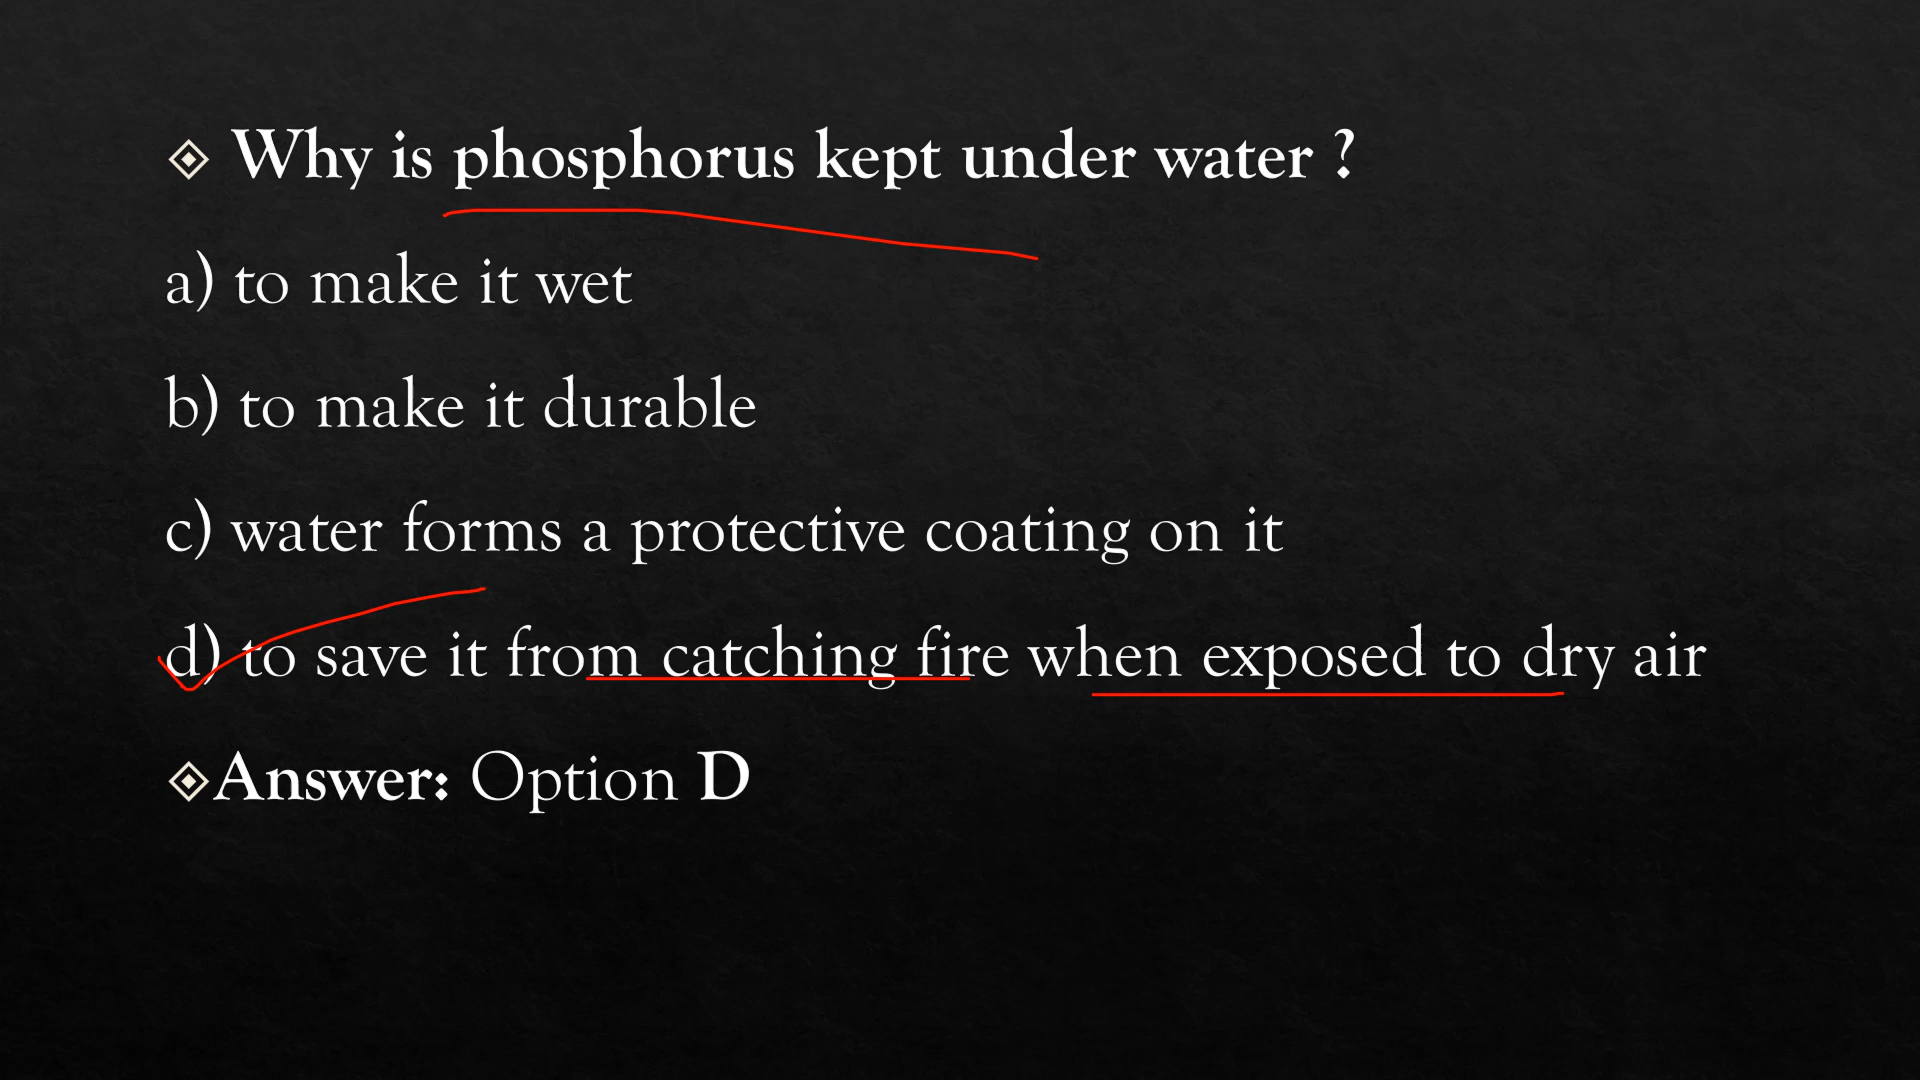 Why is phosphorus kept under water ?
a) to make it wet
b) to make it durable
c) water forms a protective coating on it
d) to save it from catching fire when exposed to dry air
Answer: Option D